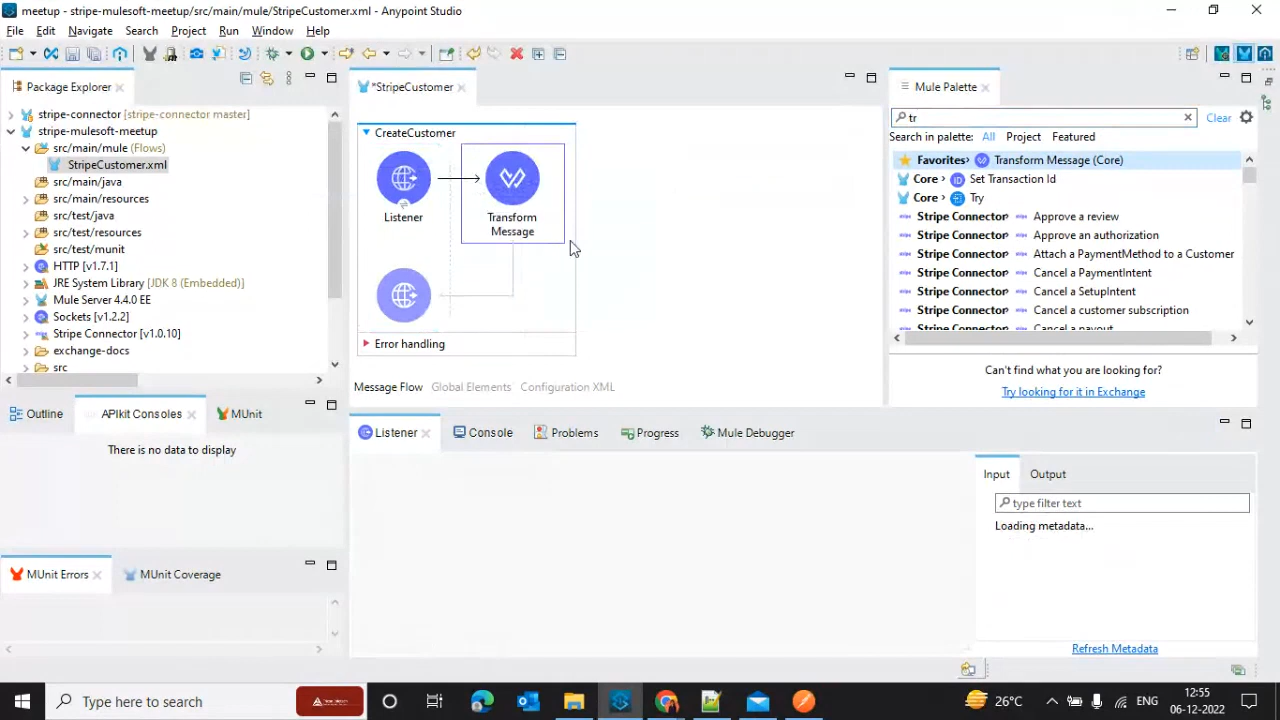 meetup - stripe-mulesoft-meetup/src/main/mule/StripeCustomer.xml - Anypoint Studio
File Edit Navigate Search Project Run Window Help
Package Explorer
stripe-connector [stripe-connector master]
stripe-mulesoft-meetup
src/main/mule (Flows)
StripeCustomer.xml
src/main/java
src/main/resources
src/test/java
src/test/resources
src/test/munit
HTTP [v1.7.1]
JRE System Library [JDK 8 (Embedded)]
Mule Server 4.4.0 EE
Sockets [v1.2.2]
Stripe Connector [v1.0.10]
exchange-docs
src
*StripeCustomer
CreateCustomer
Listener
Transform
Message
Error handling
Message Flow Global Elements Configuration XML
Mule Palette
tr
Clear
Search in palette: All Project Featured
Favorites› Transform Message (Core)
Core › Set Transaction Id
Core › Try
Stripe Connector Approve a review
Stripe Connector Approve an authorization
Stripe Connector Attach a PaymentMethod to a Customer
Stripe Connector Cancel a PaymentIntent
Stripe Connector Cancel a SetupIntent
Stripe Connector Cancel a customer subscription
Stripe Connector Cancel a payout
Can't find what you are looking for?
Try looking for it in Exchange
Outline APIkit Consoles MUnit
There is no data to display
MUnit Errors MUnit Coverage
Listener Console Problems Progress Mule Debugger
Input Output
type filter text
Loading metadata...
Refresh Metadata
Type here to search
26°C
ENG
12:55
06-12-2022